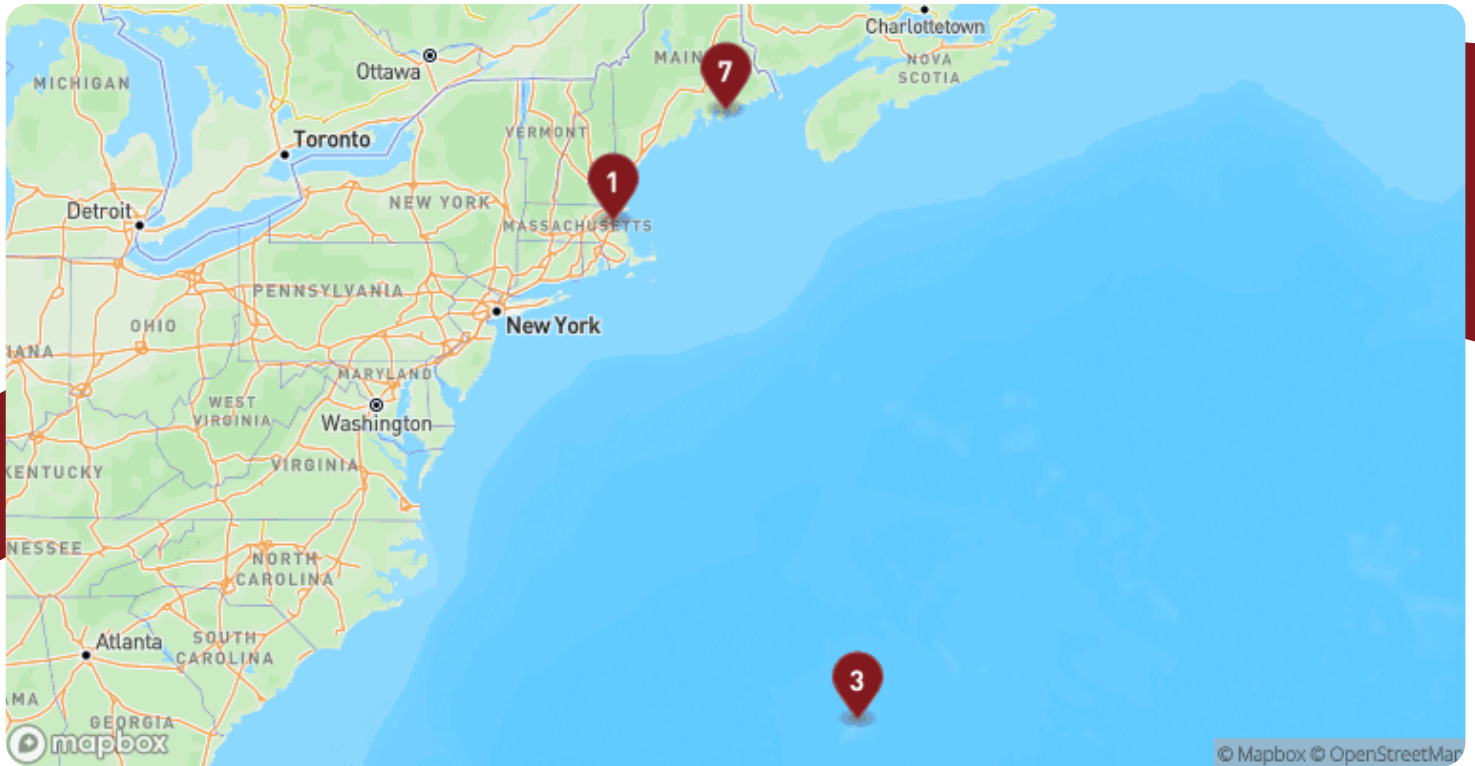 Charlottetown
NOVA
SCOTIA
Ottawa
MAIN
7
MICHIGAN
Toronto
VERMONT
1
NEW YORK
Detroit
MASSACHUSETTS
PENNSYLVANIA
New York
OHIO
IANA
MARYLAND
WEST
VIRGINIA
Washington
KENTUCKY
VIRGINIA
NESSEE
NORTH
CAROLINA
Atlanta
SOUTH
CAROLINA
3
AMA
GEORGIA
mapbox
© Mapbox © OpenStreetMap